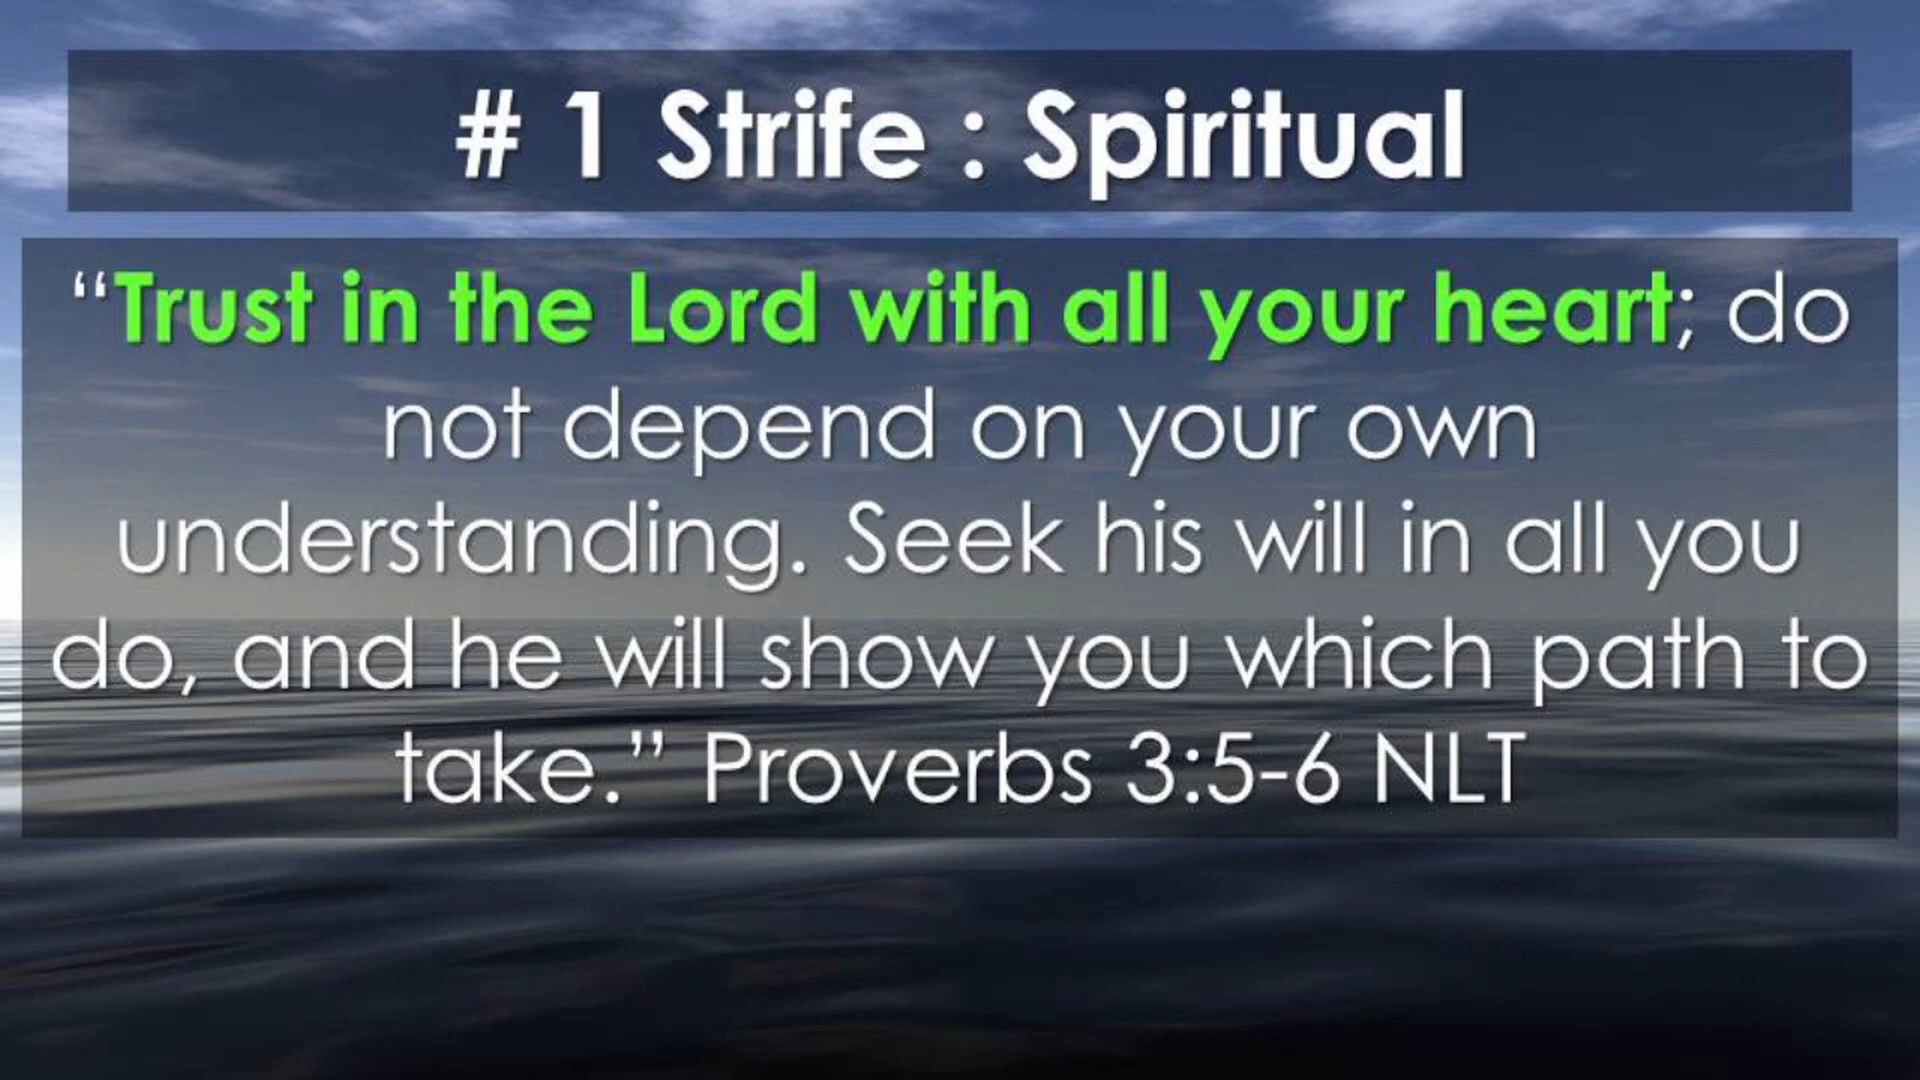 # 1 Strife : Spiritual
“Trust in the Lord with all your heart; do
not depend on your own
understanding. Seek his will in all you
do, and he will show you which path to
take.” Proverbs 3:5-6 NLT